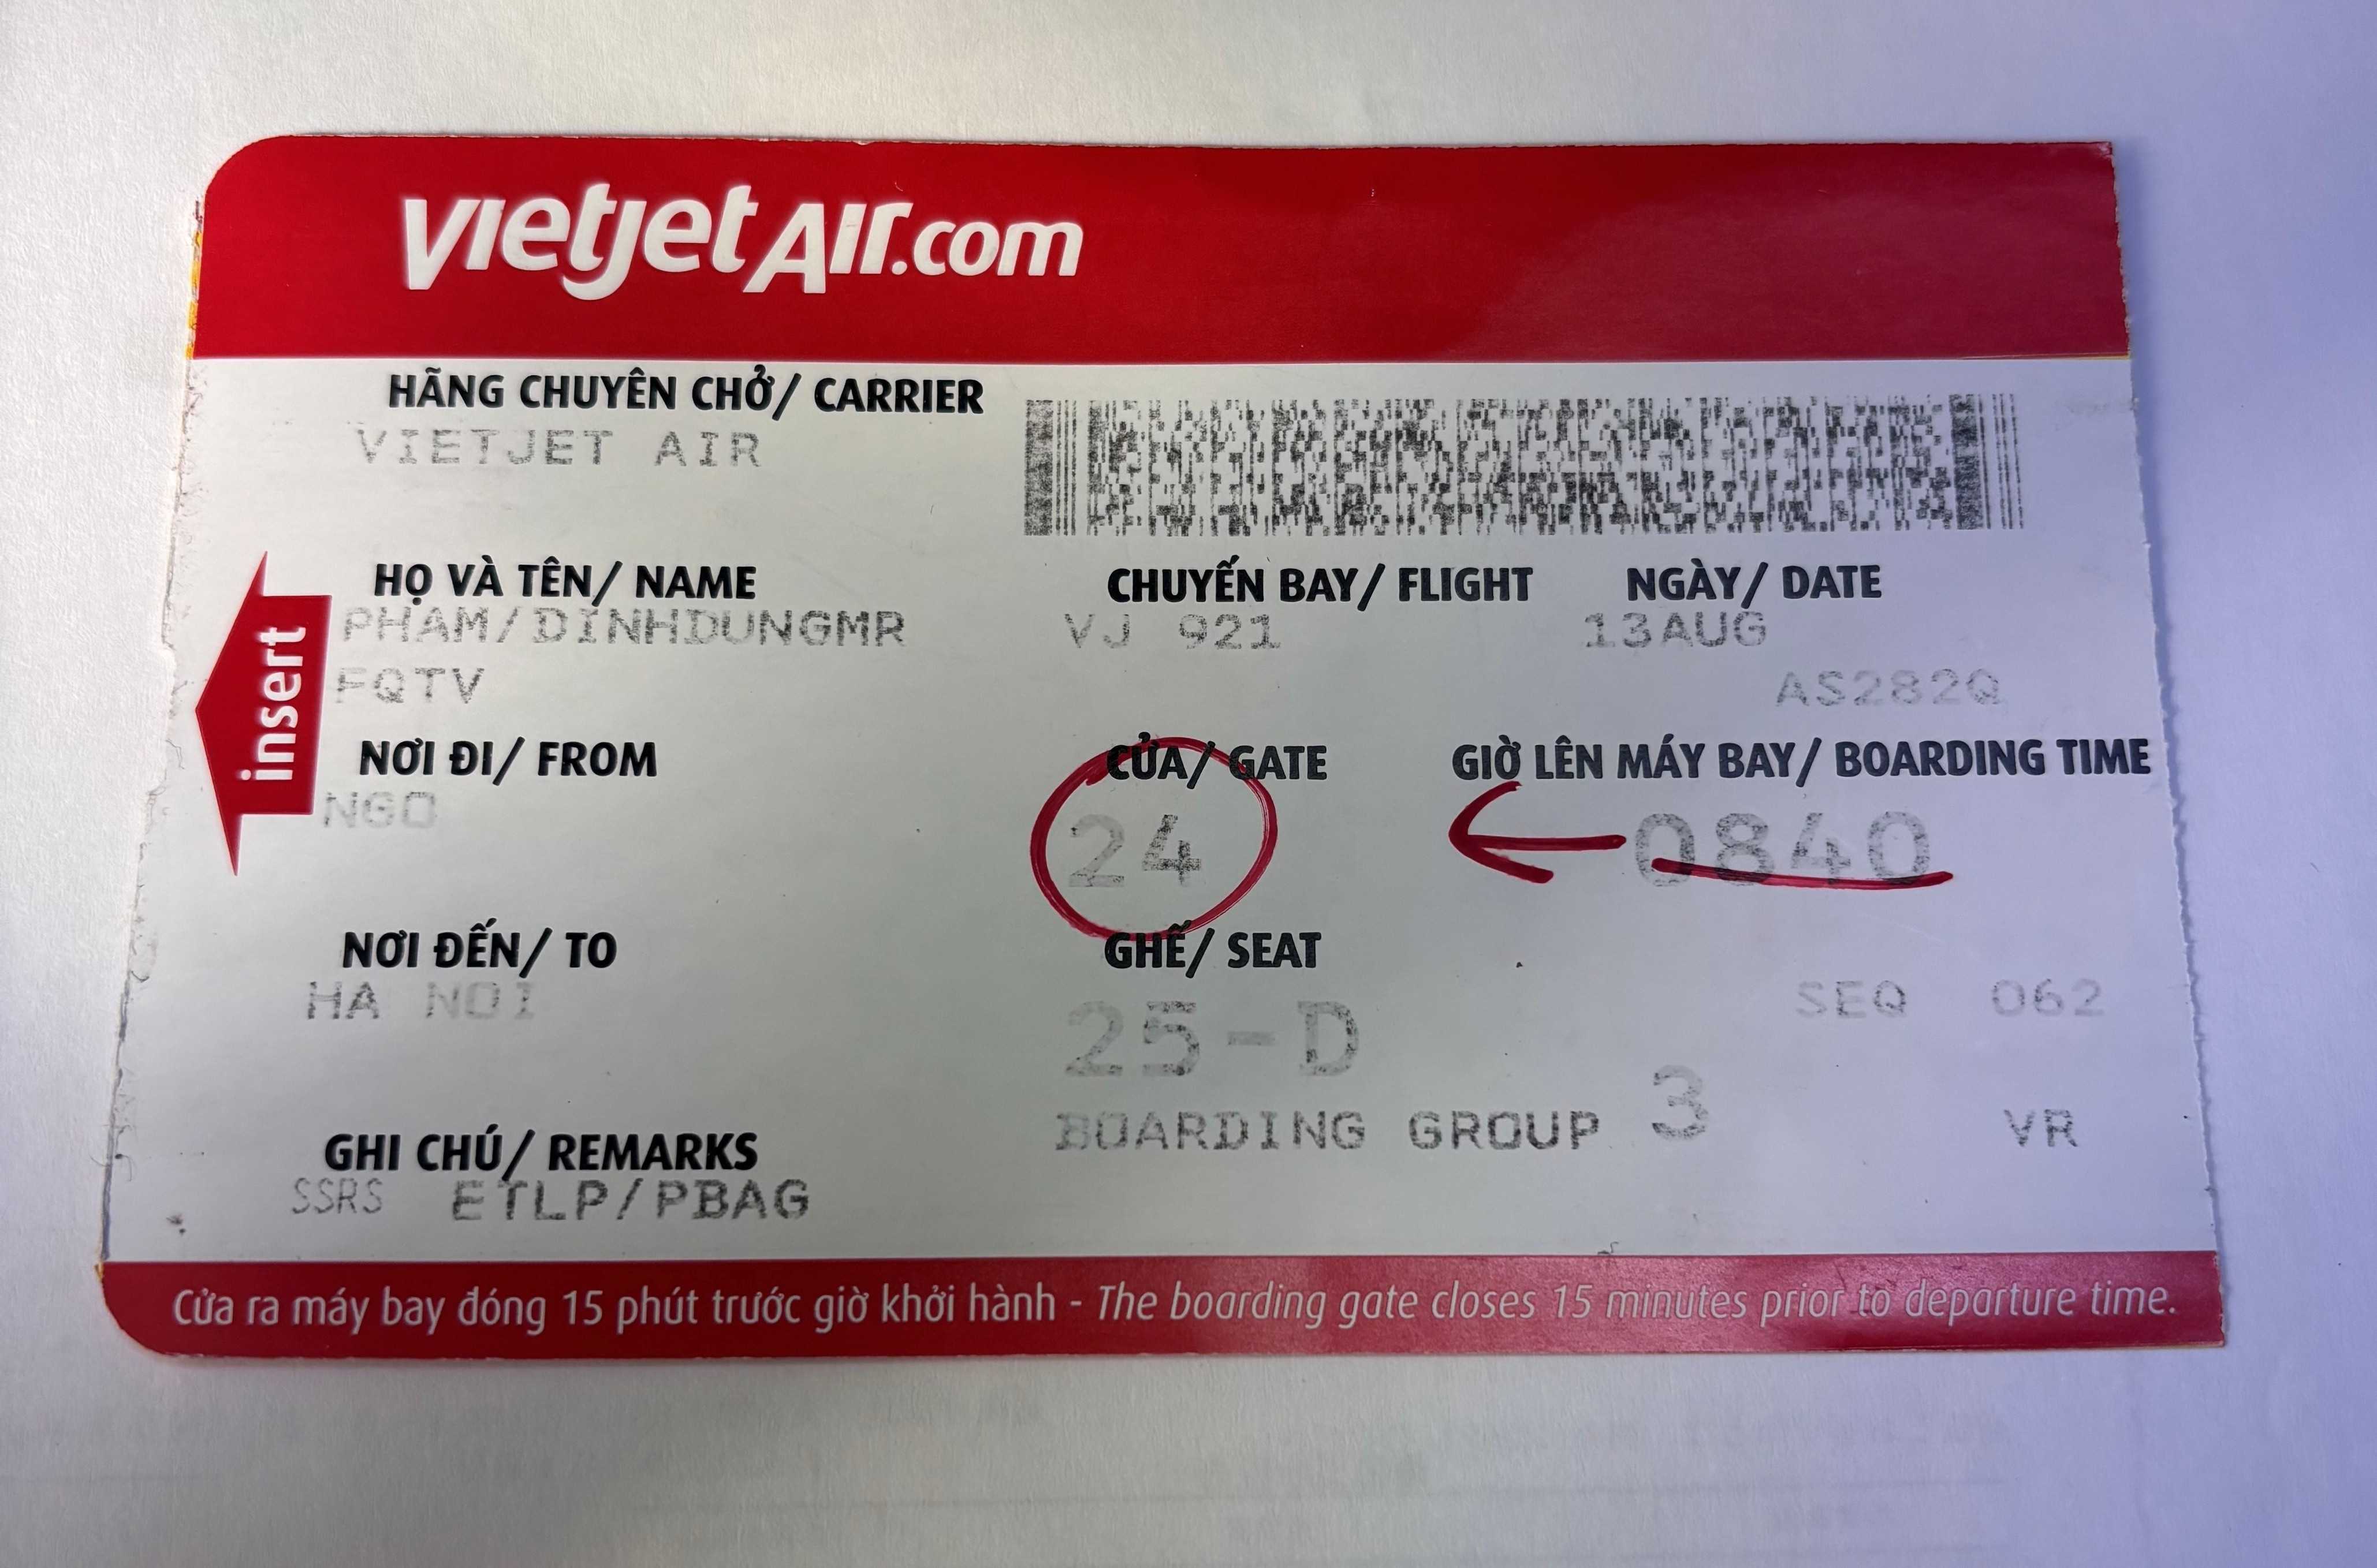 vietjetAir.com
HÃNG CHUYÊN CHỞ/ CARRIER
VIETJET AIR
HỌ VÀ TÊN/ NAME
CHUYẾN BAY/ FLIGHT
NGÀY/ DATE
PHAM/DINHDUNGMR
VJ 921
13AUG
FQTV
AS282Q
insert
NƠI ĐI/ FROM
CỬA/ GATE
GIỜ LÊN MÁY BAY/ BOARDING TIME
NGO
24
0840
NƠI ĐẾN/ TO
GHẾ/ SEAT
HA NOI
25-D
SEQ 062
BOARDING GROUP 3
VR
GHI CHÚ/ REMARKS
SSRS ETLP/PBAG
Cửa ra máy bay đóng 15 phút trước giờ khởi hành - The boarding gate closes 15 minutes prior to departure time.